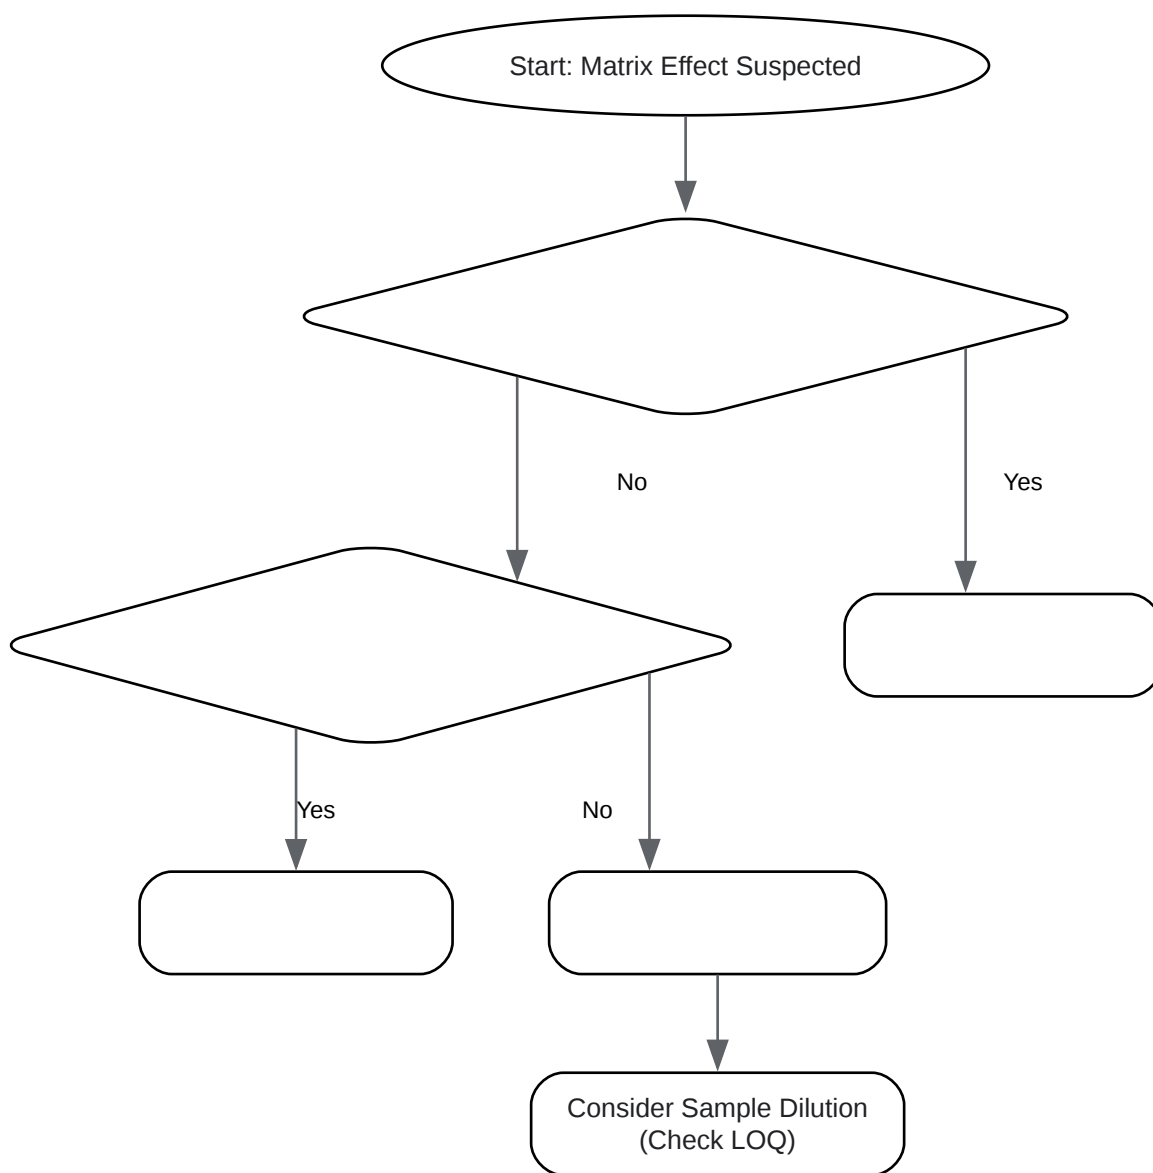 Start: Matrix Effect Suspected
No
Yes
Yes
No
Consider Sample Dilution
(Check LOQ)